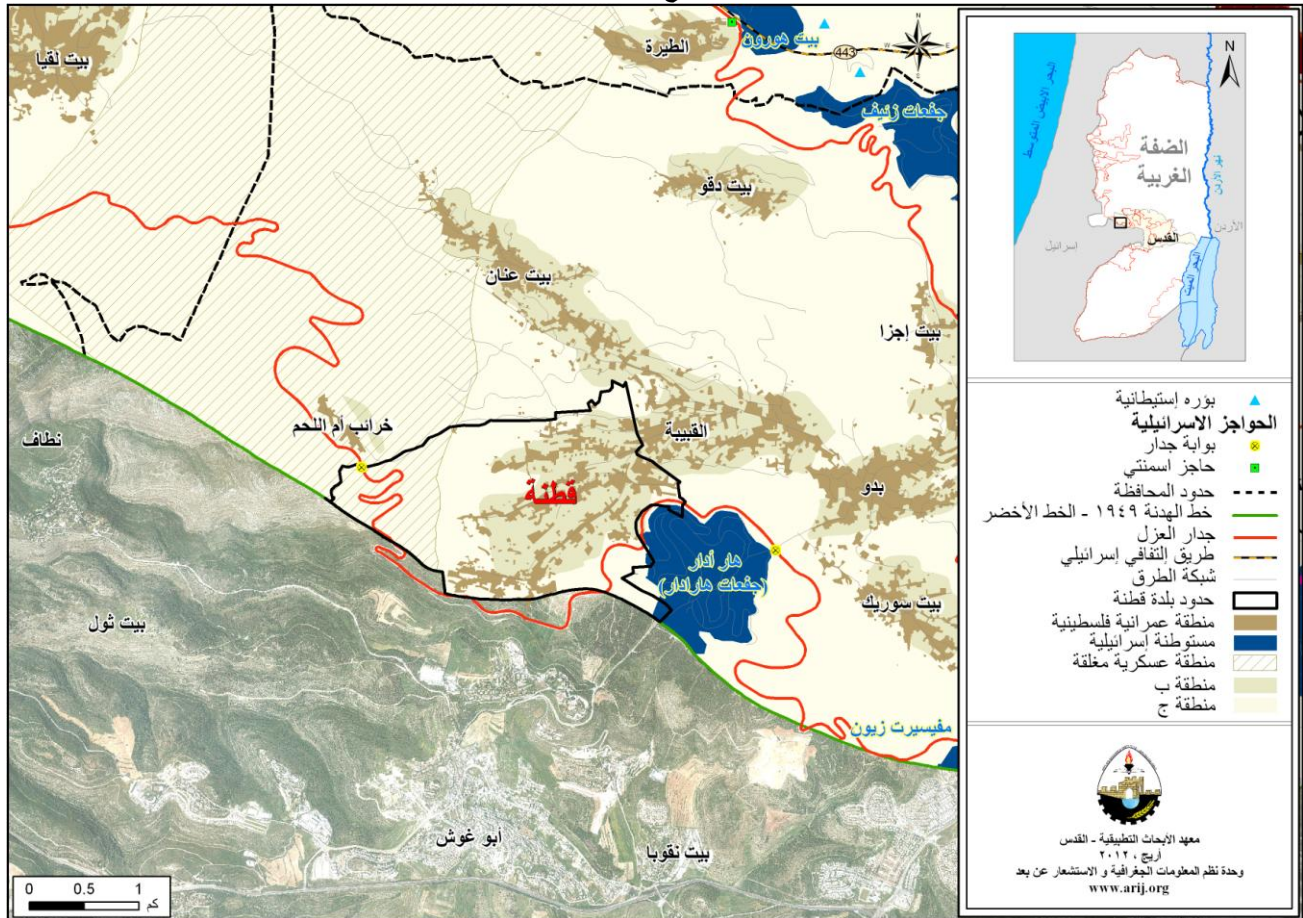 بيت لقيا
الطيرة
بيت هورون
443
N
W
E
S
جفعات زئيف
بيت دقو
بيت عنان
بيت إجزا
خرائب أم اللحم
القبيبة
بدو
قطنة
نطاف
هار أدار
(جفعات هارادار)
بيت سوريك
بيت ثول
مفيسيرت زيون
أبو غوش
بيت نقوبا
0 0.5 1
كم
N
البحر الابيض المتوسط
الضفة
الغربية
نهر الأردن
القدس
الأردن
اسرائيل
البحر الميت
بؤره إستيطانية
الحواجز الاسرائيلية
بوابة جدار
حاجز اسمنتي
حدود المحافظة
خط الهدنة ١٩٤٩ - الخط الأخضر
جدار العزل
طريق إلتفافي إسرائيلي
شبكة الطرق
حدود بلدة قطنة
منطقة عمرانية فلسطينية
مستوطنة إسرائيلية
منطقة عسكرية مغلقة
منطقة ب
منطقة ج
معهد الأبحاث التطبيقية - القدس
أريج ، ٢٠١٢
وحدة نظم المعلومات الجغرافية و الاستشعار عن بعد
www.arij.org